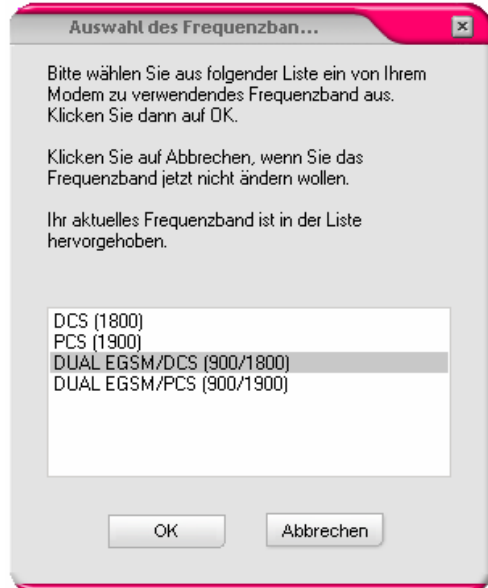 Auswahl des Frequenzban...
Bitte wählen Sie aus folgender Liste ein von Ihrem
Modem zu verwendendes Frequenzband aus.
Klicken Sie dann auf OK.
Klicken Sie auf Abbrechen, wenn Sie das
Frequenzband jetzt nicht ändern wollen.
Ihr aktuelles Frequenzband ist in der Liste
hervorgehoben.
DCS (1800)
PCS (1900)
DUAL EGSM/DCS (900/1800)
DUAL EGSM/PCS (900/1900)
OK Abbrechen